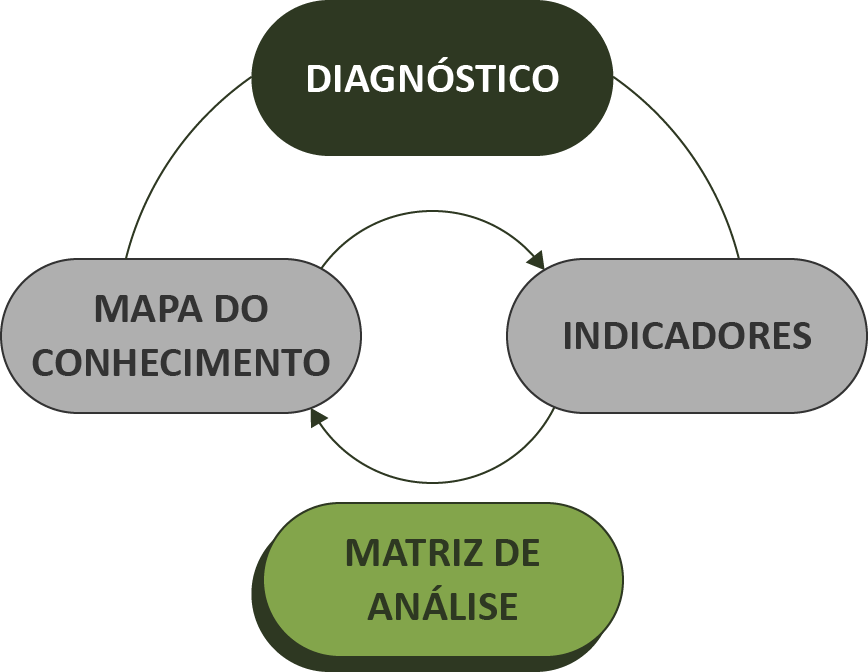 DIAGNÓSTICO
MAPA DO
CONHECIMENTO
INDICADORES
MATRIZ DE
ANÁLISE